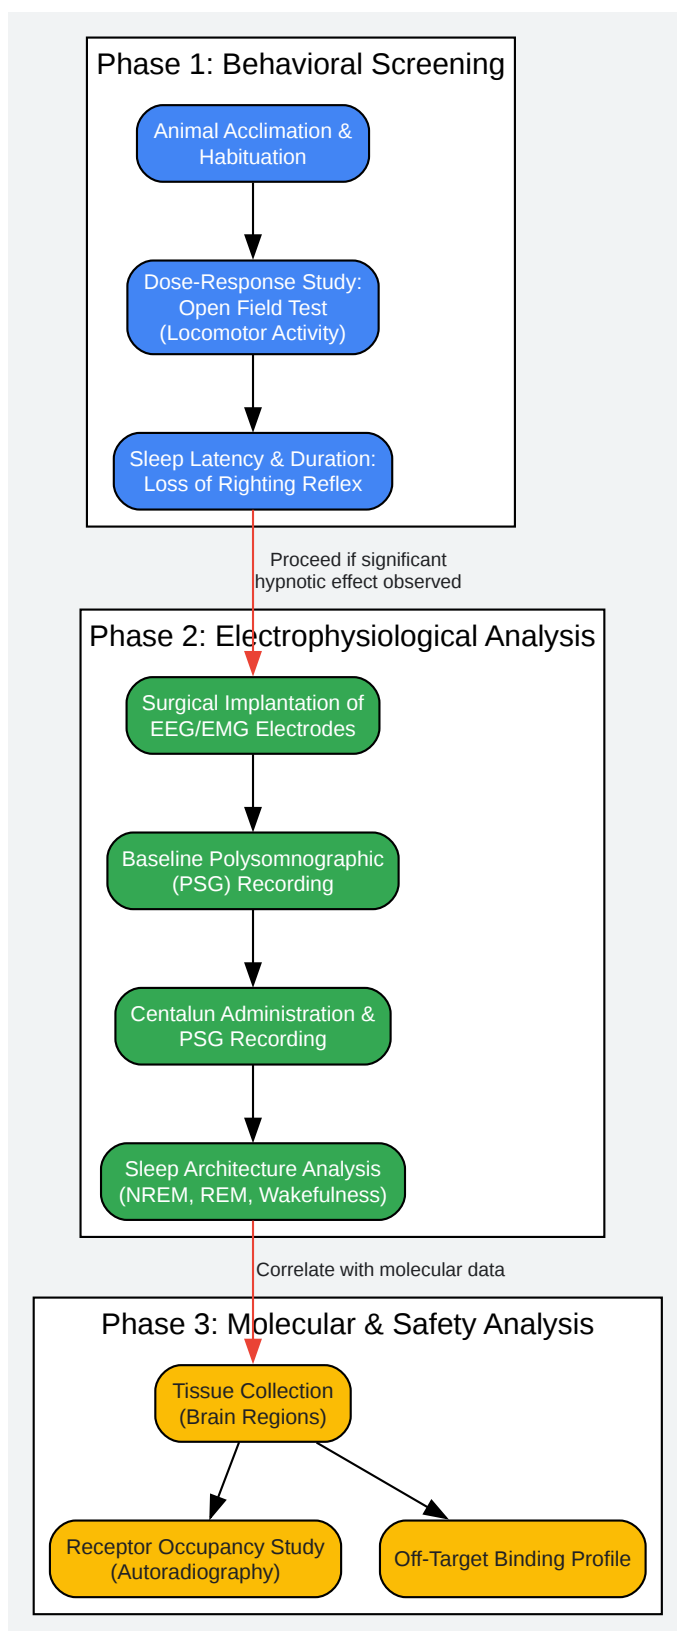 Phase 1: Behavioral Screening
Animal Acclimation &
Habituation
Dose-Response Study:
Open Field Test
(Locomotor Activity)
Sleep Latency & Duration:
Loss of Righting Reflex
Proceed if significant
hypnotic effect observed
Phase 2: Electrophysiological Analysis
Surgical Implantation of
EEG/EMG Electrodes
Baseline Polysomnographic
(PSG) Recording
Centalun Administration &
PSG Recording
Sleep Architecture Analysis
(NREM, REM, Wakefulness)
Correlate with molecular data
Phase 3: Molecular & Safety Analysis
Tissue Collection
(Brain Regions)
Receptor Occupancy Study
(Autoradiography)
Off-Target Binding Profile